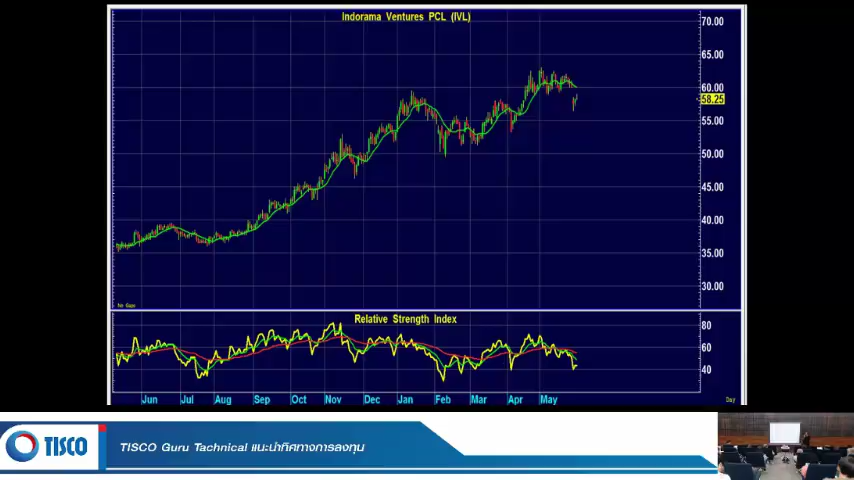 Indorama Ventures PCL (IVL)
70.00
65.00
60.00
58.25
55.00
50.00
45.00
40.00
35.00
30.00
No Gaps
Relative Strength Index
80
60
40
Jun Jul Aug Sep Oct Nov Dec Jan Feb Mar Apr May
Day
TISCO
TISCO Guru Tachnical แนะนำทิศทางการลงทุน